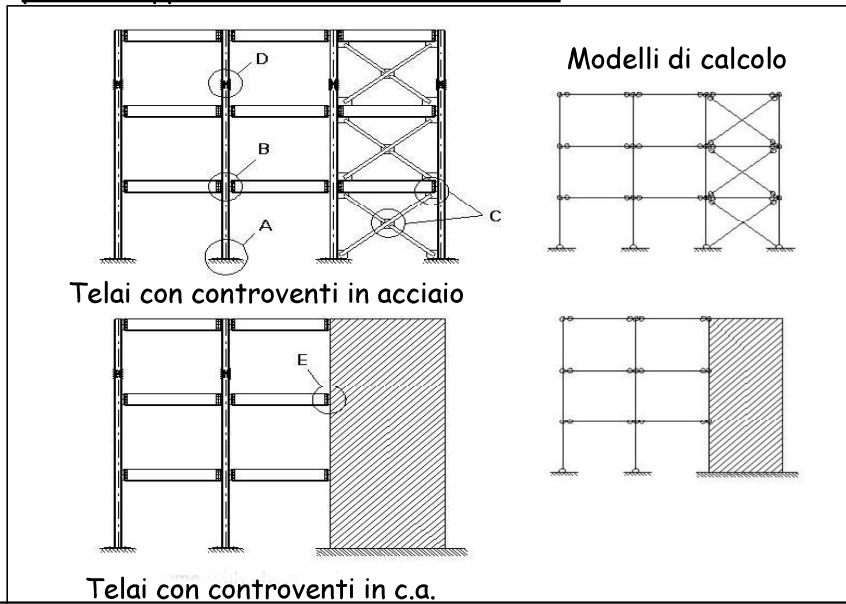 D
Modelli di calcolo
B
A
C
Telai con controventi in acciaio
E
Telai con controventi in c.a.